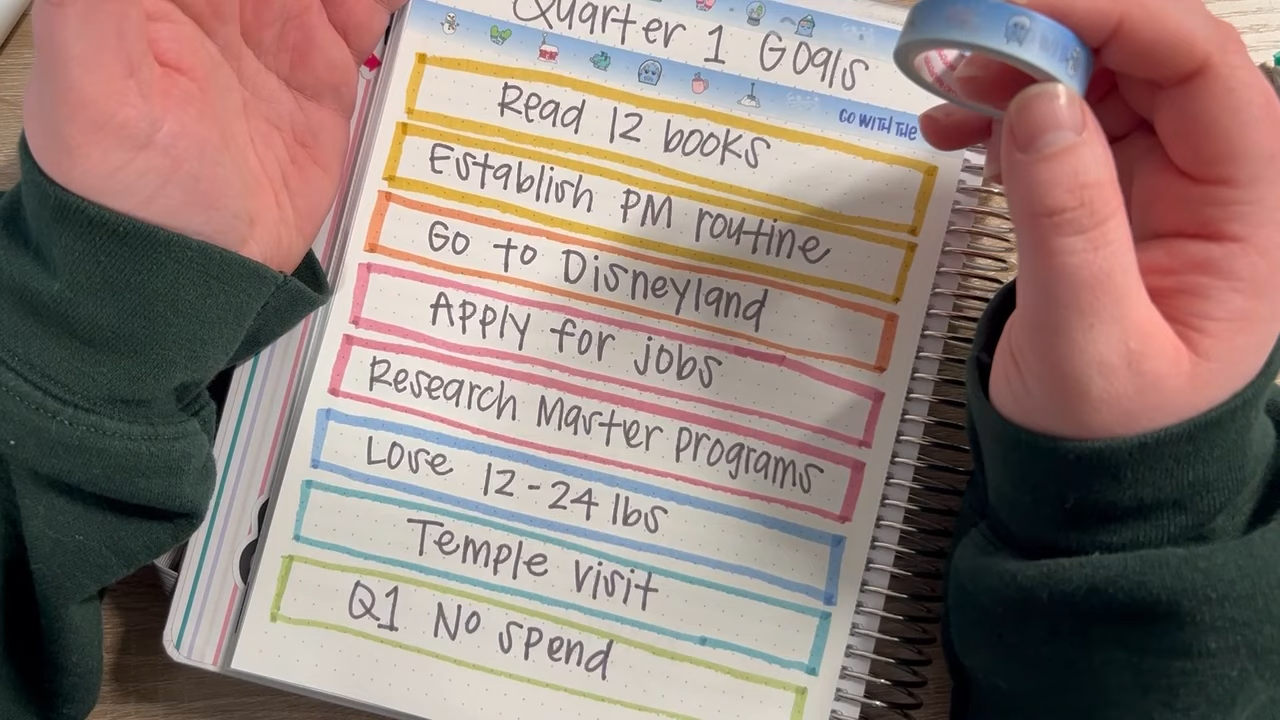 Quarter 1 Goals
GO WITH THE
Read 12 books
Establish PM routine
Go to Disneyland
Apply for jobs
Research Master programs
Lose 12-24 lbs
Temple visit
Q1 No spend